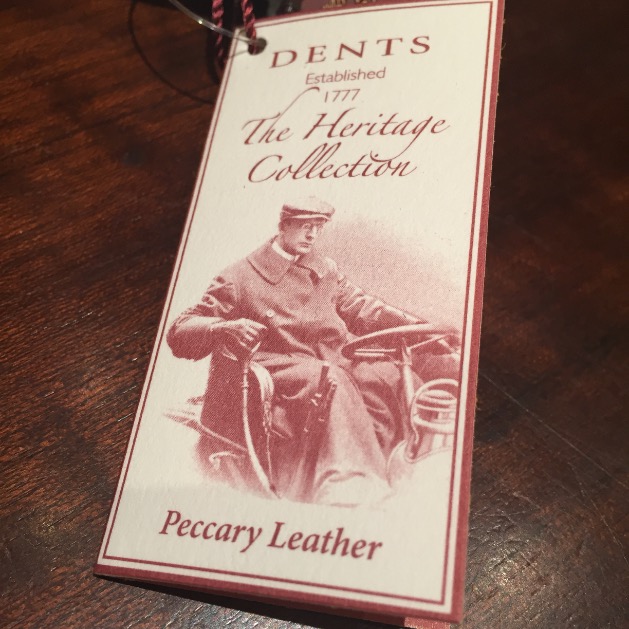 DENTS
Established
1777
The Heritage
Collection
Peccary Leather